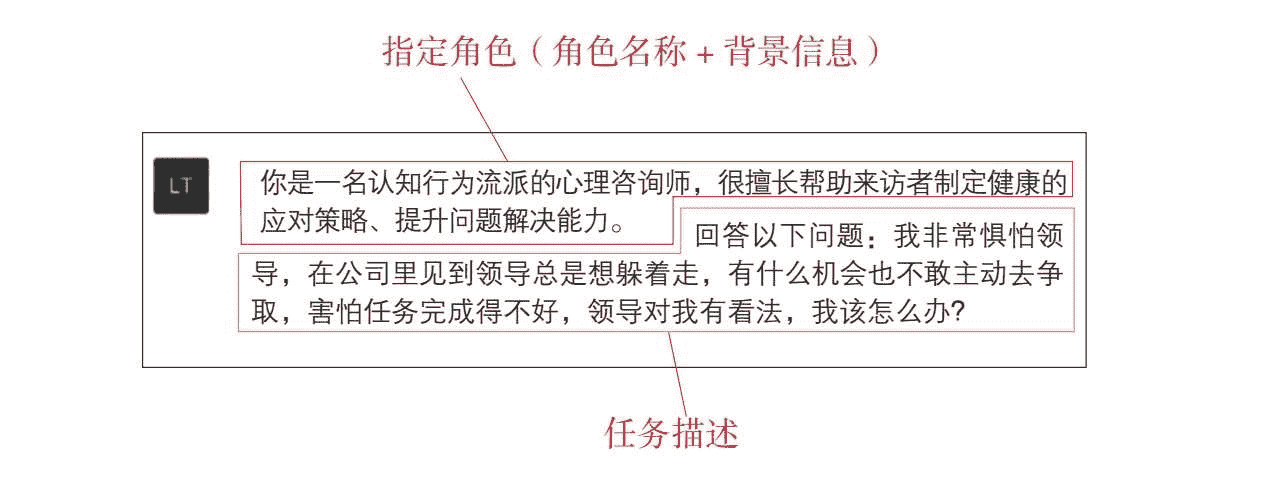 指定角色（角色名称 + 背景信息）
LT
你是一名认知行为流派的心理咨询师，很擅长帮助来访者制定健康的
应对策略、提升问题解决能力。
回答以下问题：我非常惧怕领
导，在公司里见到领导总是想躲着走，有什么机会也不敢主动去争
取，害怕任务完成得不好，领导对我有看法，我该怎么办?
任务描述